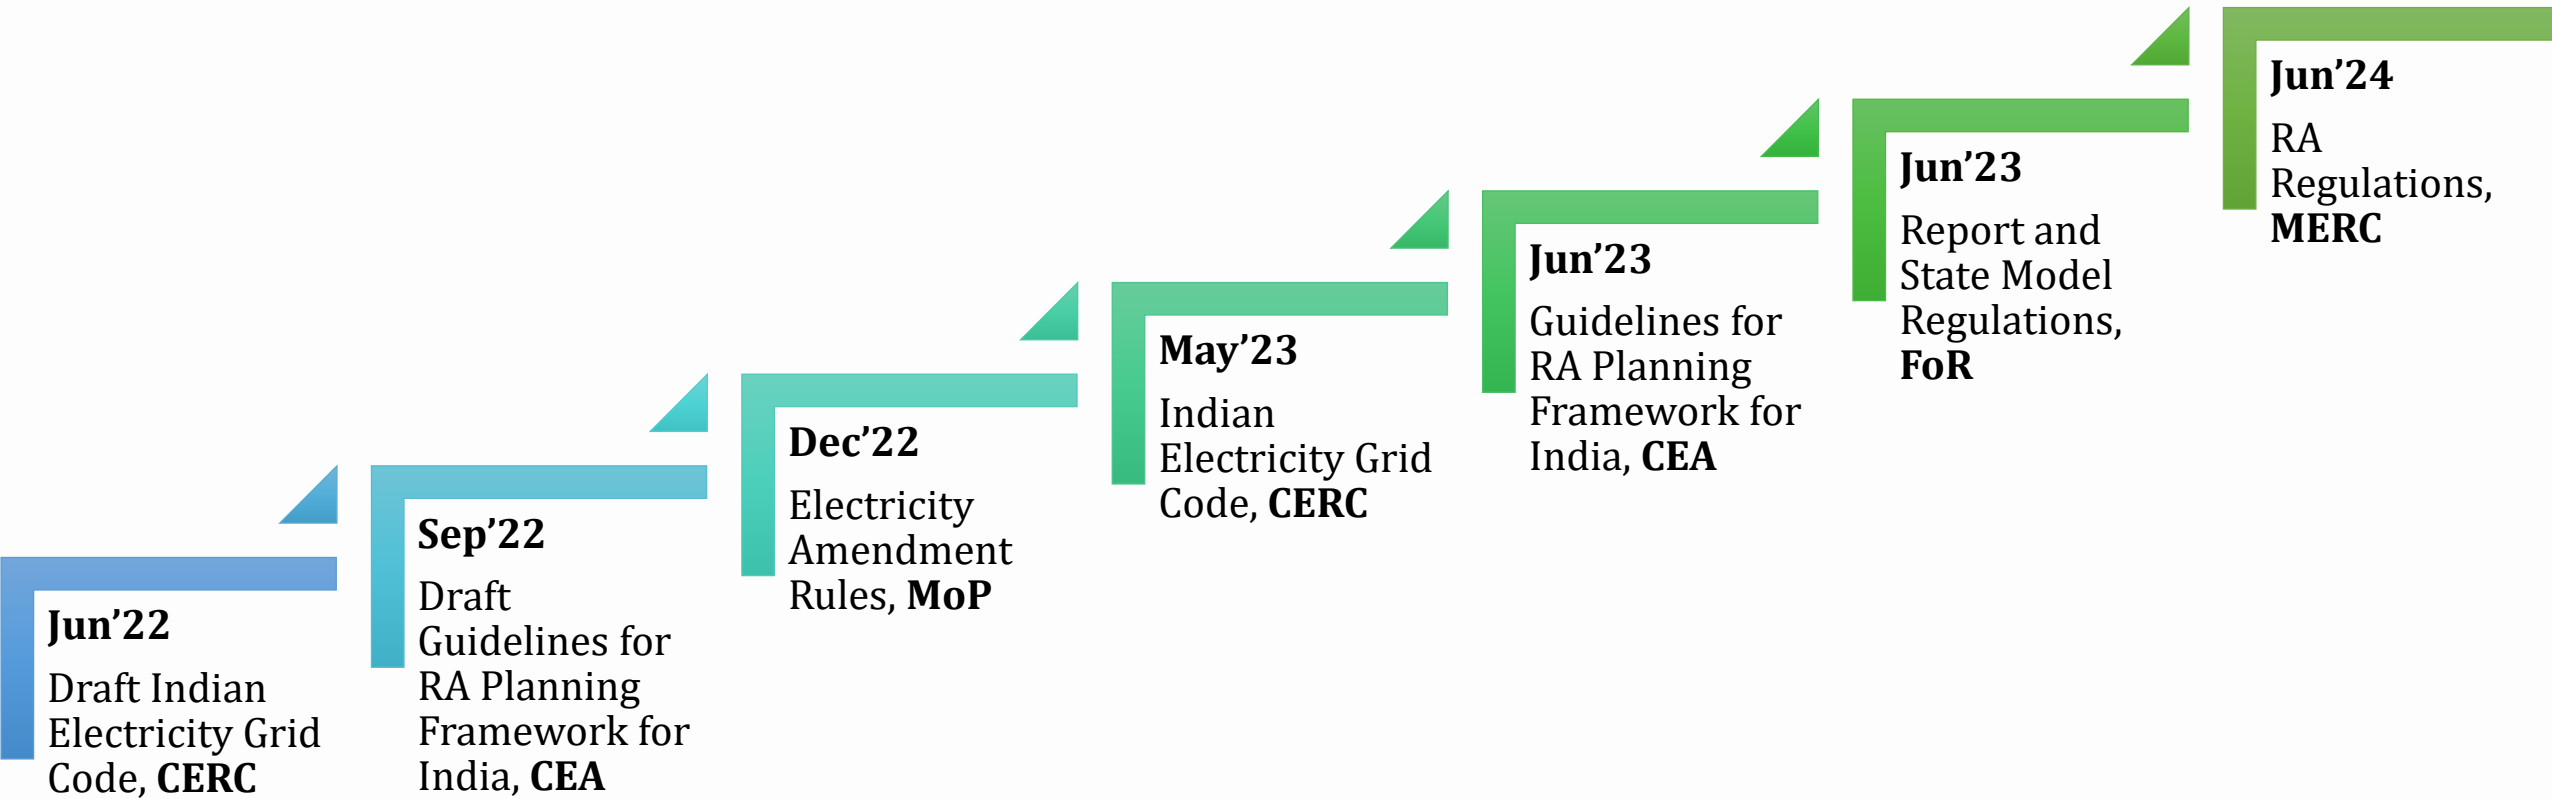 Jun’22
Draft Indian
Electricity Grid
Code, CERC
Sep’22
Draft
Guidelines for
RA Planning
Framework for
India, CEA
Dec’22
Electricity
Amendment
Rules, MoP
May’23
Indian
Electricity Grid
Code, CERC
Jun’23
Guidelines for
RA Planning
Framework for
India, CEA
Jun’23
Report and
State Model
Regulations,
FoR
Jun’24
RA
Regulations,
MERC